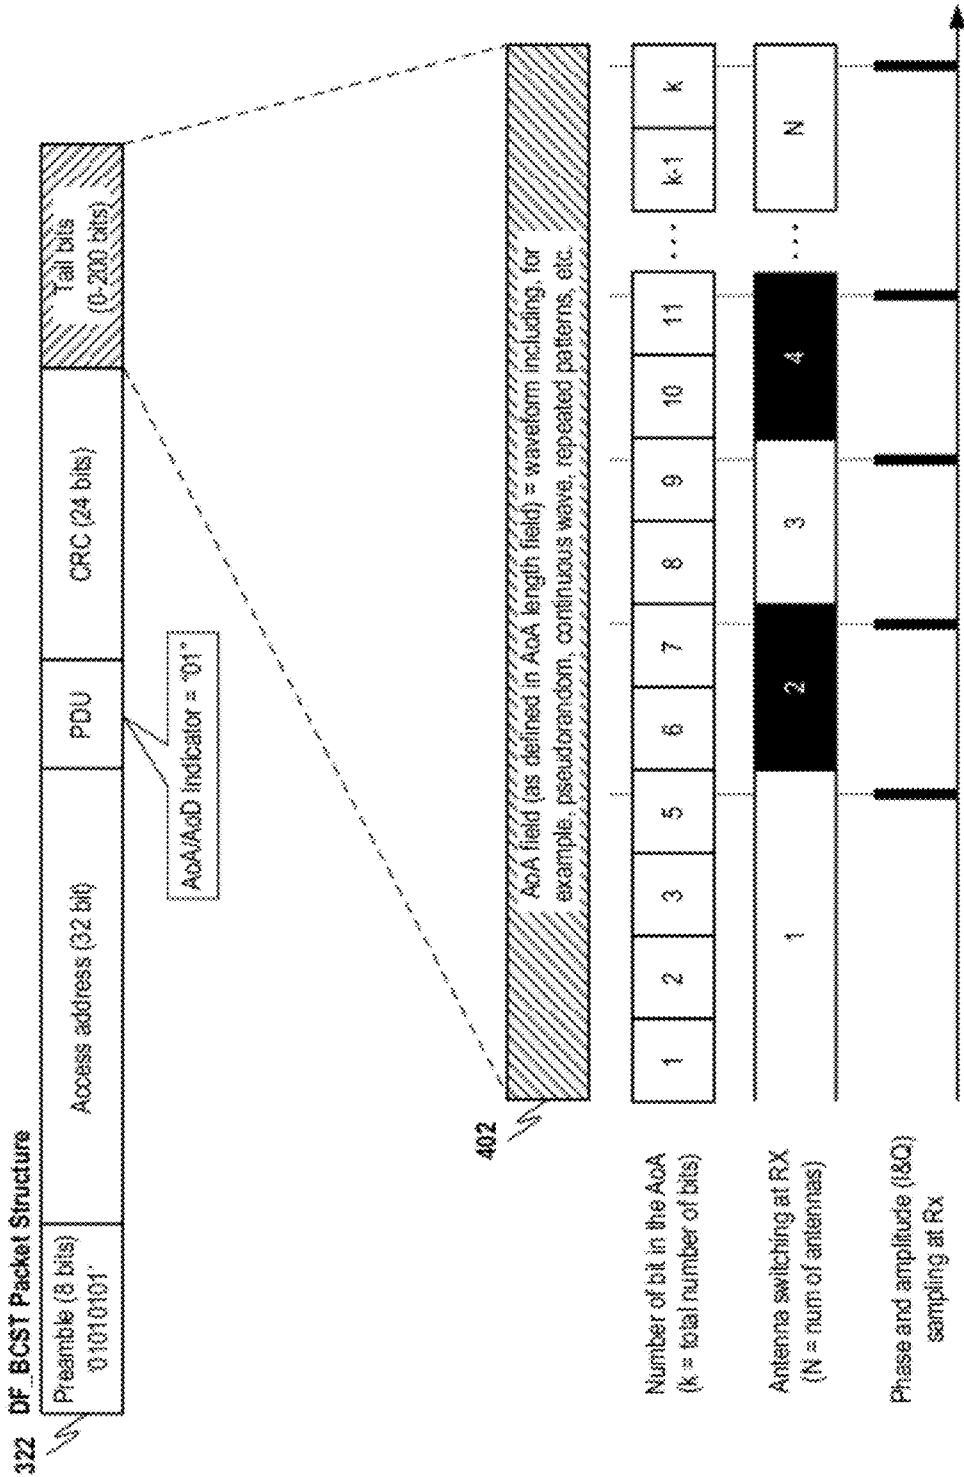 322 DF_BCST Packet Structure
Preamble (8 bits)
'01010101'
Access address (32 bit)
PDU
CRC (24 bits)
Tail bits
(0-200 bits)
AoA/AoD Indicator = "01"
402
AoA field (as defined in AoA length field) = waveform including, for
example, pseudorandom, continuous wave, repeated patterns, etc.
Number of bit in the AoA
(k = total number of bits)
1 2 3 5 6 7 8 9 10 11 ... k-1 k
Antenna switching at RX
(N = num of antennas)
1 2 3 4 ... N
Phase and amplitude (I&Q)
sampling at Rx